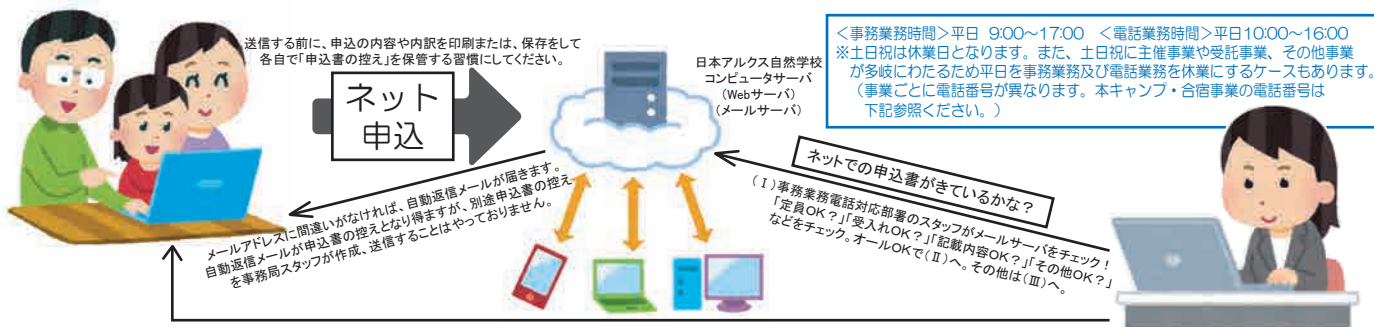 送信する前に、申込の内容や内訳を印刷または、保存をして
各自で「申込書の控え」を保管する習慣にしてください。
ネット
申込
日本アルクス自然学校
コンピュータサーバ
(Webサーバ)
(メールサーバ)
<事務業務時間>平日 9:00～17:00 <電話業務時間>平日10:00～16:00
※土日祝は休業日となります。また、土日祝に主催事業や受託事業、その他事業
が多岐にわたるため平日を事務業務及び電話業務を休業にするケースもあります。
（事業ごとに電話番号が異なります。本キャンプ・合宿事業の電話番号は
下記参照ください。）
メールアドレスに間違いがなければ、自動返信メールが届きます。
自動返信メールが申込書の控えとなり得ますが、別途申込書の控え
を事務局スタッフが作成、送信することはやっておりません。
ネットでの申込書がきているかな？
(Ⅰ)事務業務電話対応部署のスタッフがメールサーバをチェック！
「定員OK？」「受入れOK？」「記載内容OK？」「その他OK？」
などをチェック。オールOKで(Ⅱ)へ。その他は(Ⅲ)へ。